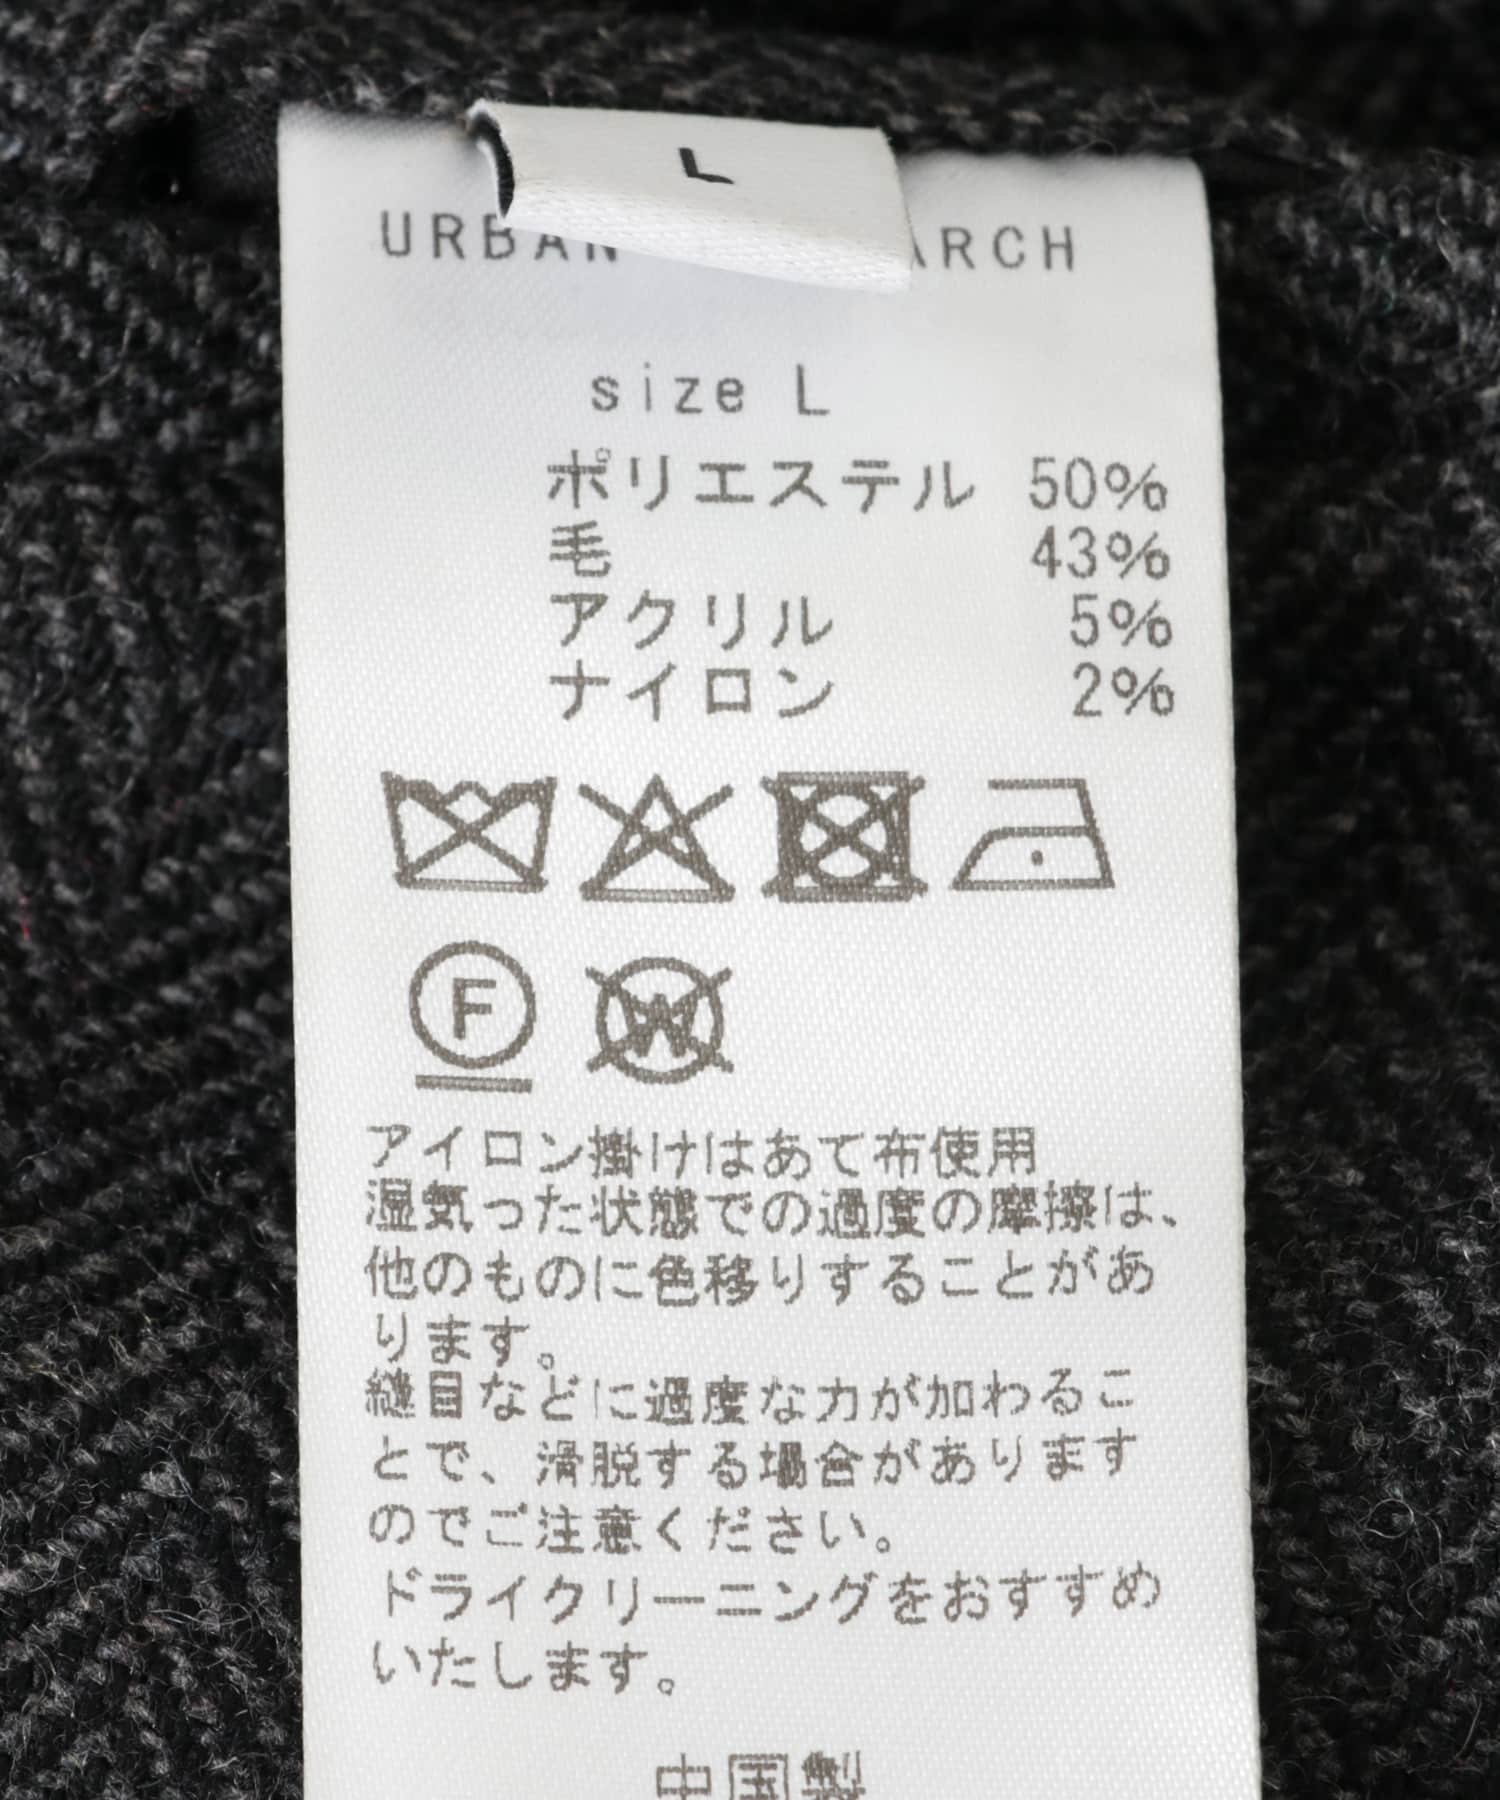 L
URBAN ARCH
size L
ポリエステル 50%
毛 43%
アクリル 5%
ナイロン 2%
F
W
アイロン掛けはあて布使用
湿気った状態での過度の摩擦は、
他のものに色移りすることがあ
ります。
縫目などに過度な力が加わるこ
とで、滑脱する場合があります
のでご注意ください。
ドライクリーニングをおすすめ
いたします。
中国製